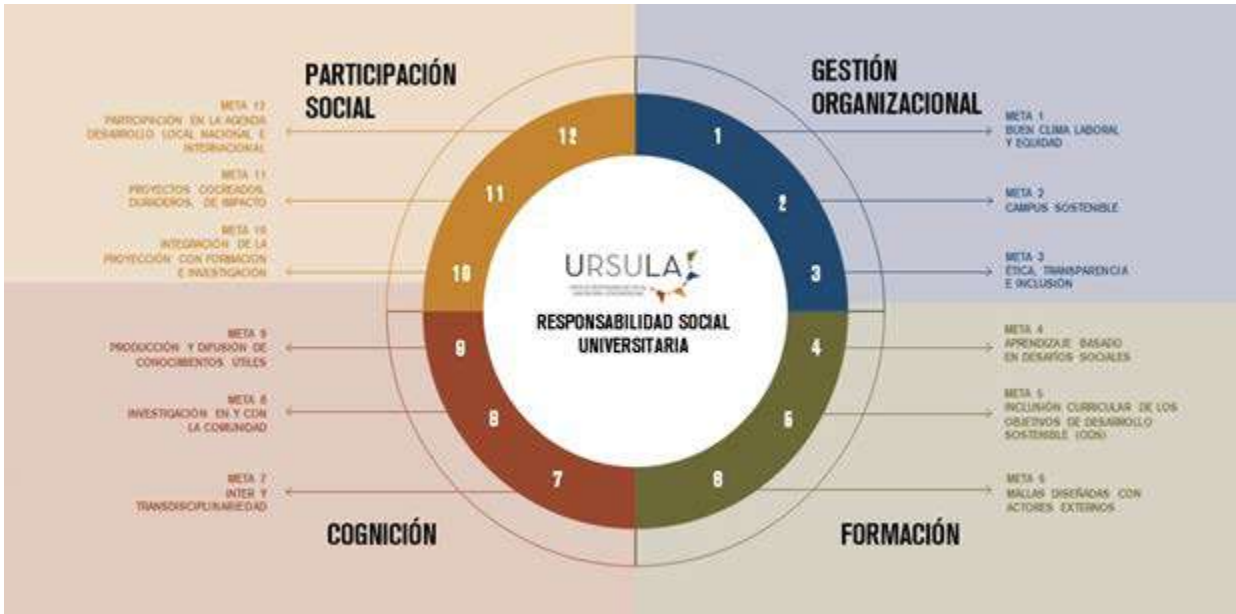 PARTICIPACIÓN
SOCIAL
META 12
PARTICIPACIÓN EN LA AGENDA
DESARROLLO LOCAL NACIONAL E
INTERNACIONAL
META 11
PROYECTOS COCREADOS,
DURADEROS, DE IMPACTO
META 10
INTEGRACIÓN DE LA
PROYECCIÓN CON FORMACIÓN
E INVESTIGACIÓN
12
11
10
GESTIÓN
ORGANIZACIONAL
1
2
3
META 1
BUEN CLIMA LABORAL
Y EQUIDAD
META 2
CAMPUS SOSTENIBLE
META 3
ÉTICA, TRANSPARENCIA
E INCLUSIÓN
URSULA
RESPONSABILIDAD SOCIAL
UNIVERSITARIA
META 9
PRODUCCIÓN Y DIFUSIÓN DE
CONOCIMIENTOS ÚTILES
META 8
INVESTIGACIÓN EN Y CON
LA COMUNIDAD
META 7
INTER Y
TRANSDISCIPLINARIEDAD
9
8
7
COGNICIÓN
4
5
6
META 4
APRENDIZAJE BASADO
EN DESAFÍOS SOCIALES
META 5
INCLUSIÓN CURRICULAR DE LOS
OBJETIVOS DE DESARROLLO
SOSTENIBLE (ODS)
META 6
MALLAS DISEÑADAS CON
ACTORES EXTERNOS
FORMACIÓN